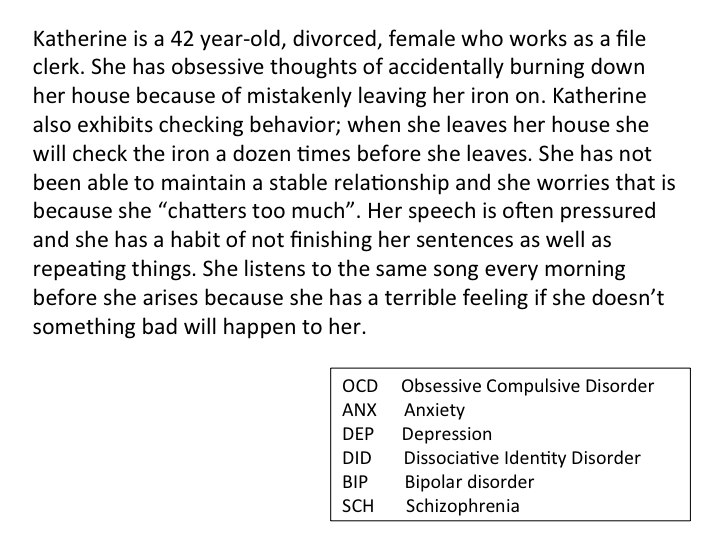 Katherine is a 42 year-old, divorced, female who works as a file
clerk. She has obsessive thoughts of accidentally burning down
her house because of mistakenly leaving her iron on. Katherine
also exhibits checking behavior; when she leaves her house she
will check the iron a dozen times before she leaves. She has not
been able to maintain a stable relationship and she worries that is
because she “chatters too much”. Her speech is often pressured
and she has a habit of not finishing her sentences as well as
repeating things. She listens to the same song every morning
before she arises because she has a terrible feeling if she doesn’t
something bad will happen to her.
OCD Obsessive Compulsive Disorder
ANX Anxiety
DEP Depression
DID Dissociative Identity Disorder
BIP Bipolar disorder
SCH Schizophrenia